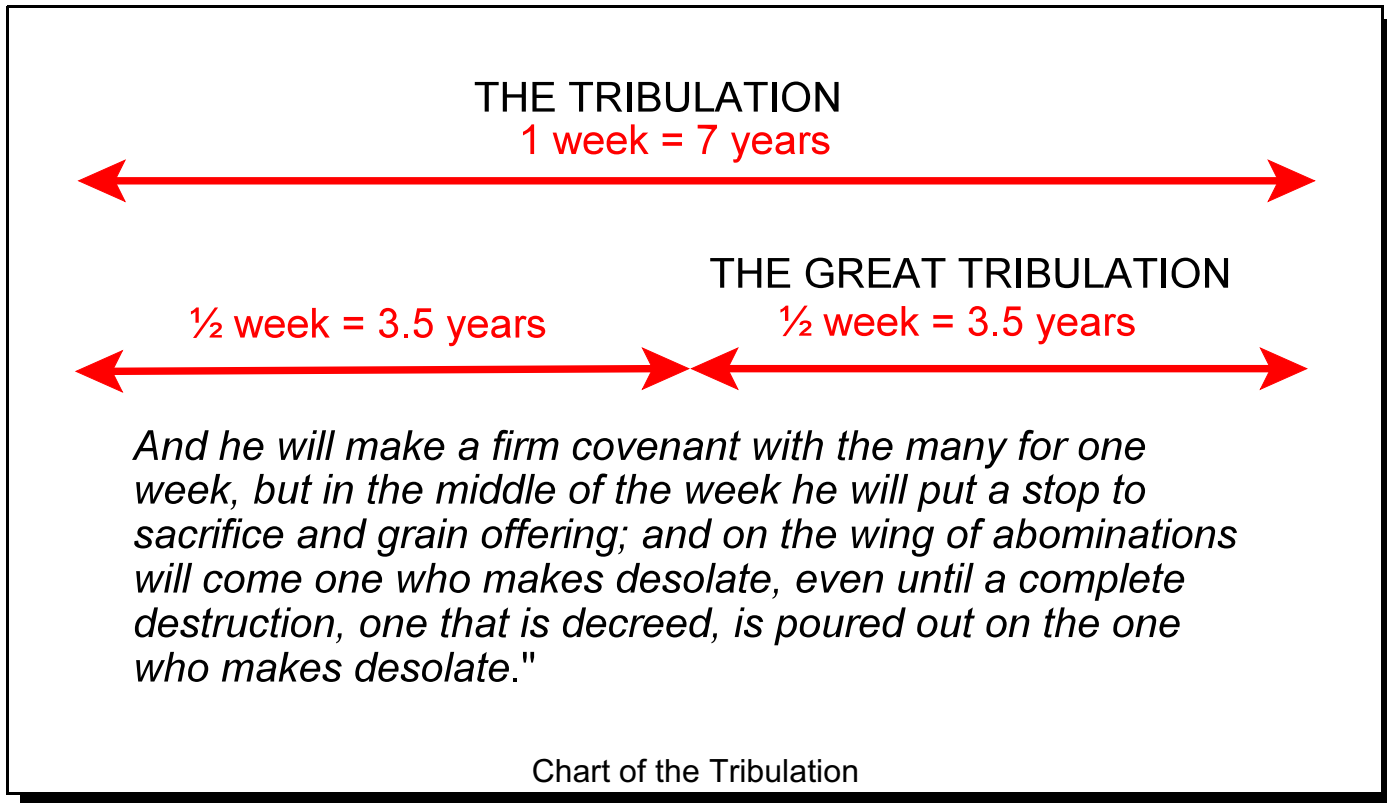 THE TRIBULATION
1 week = 7 years
THE GREAT TRIBULATION
½ week = 3.5 years
½ week = 3.5 years
And he will make a firm covenant with the many for one
week, but in the middle of the week he will put a stop to
sacrifice and grain offering; and on the wing of abominations
will come one who makes desolate, even until a complete
destruction, one that is decreed, is poured out on the one
who makes desolate."
Chart of the Tribulation